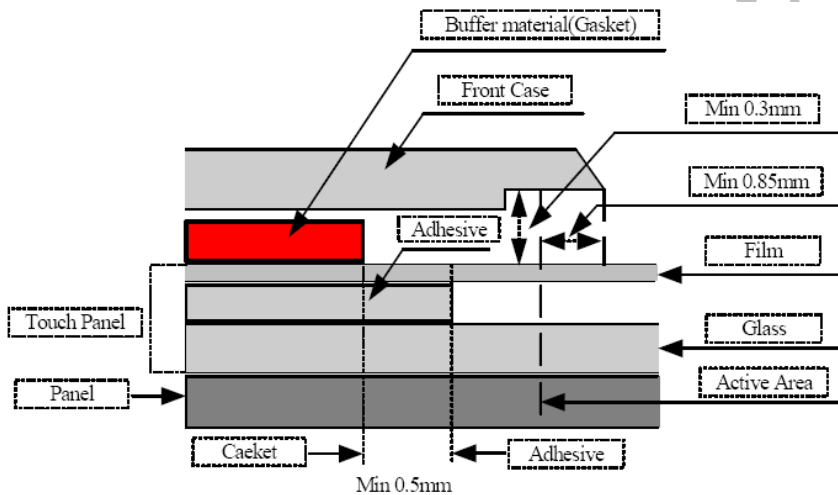 Buffer material(Gasket)
Front Case
Min 0.3mm
Min 0.85mm
Adhesive
Film
Touch Panel
Glass
Panel
Active Area
Caeket
Adhesive
Min 0.5mm